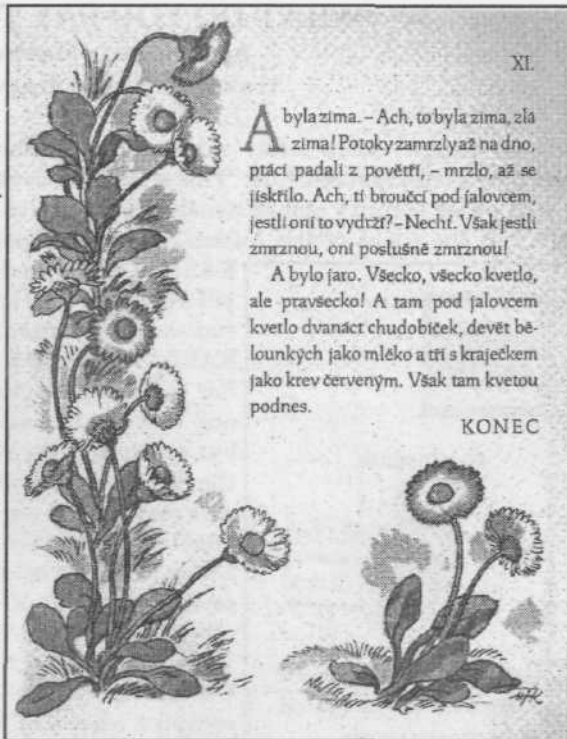 XI.
A byla zima. – Ach, to byla zima, zlá
zima! Potoky zamrzly až na dno,
ptáci padali z povětří, – mrzlo, až se
jiskřilo. Ach, ti broučci pod jalovcem,
jestli oni to vydrží? – Nechť. Však jestli
zmrznou, oni poslušně zmrznou!
A bylo jaro. Všecko, všecko kvetlo,
ale pravšecko! A tam pod jalovcem
kvetlo dvanáct chudobiček, devět bě-
lounkých jako mléko a tři s kraječkem
jako krev červeným. Však tam kvetou
podnes.
KONEC